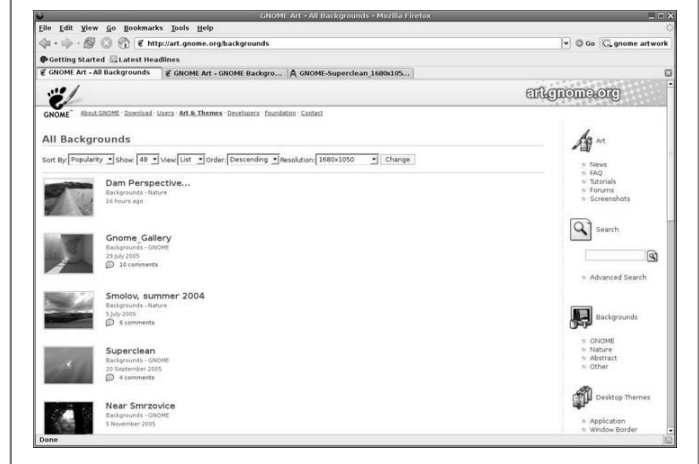 GNOME Art - All Backgrounds - Mozilla Firefox
File Edit View Go Bookmarks Tools Help
http://art.gnome.org/backgrounds Go gnome artwork
Getting Started Latest Headlines
GNOME Art - All Backgrounds GNOME Art - GNOME Backgro... GNOME-Superclean_1680x105...
GNOME art.gnome.org
About GNOME · Download · Users · Art & Themes · Developers · Foundation · Contact
All Backgrounds
Sort By: Popularity Show: 48 View: List Order: Descending Resolution: 1680x1050 Change
Dam Perspective...
Backgrounds - Nature
16 hours ago
Gnome_Gallery
Backgrounds - GNOME
29 July 2005
10 comments
Smolov, summer 2004
Backgrounds - Nature
5 July 2005
6 comments
Superclean
Backgrounds - GNOME
20 September 2005
4 comments
Near Smrzovice
Backgrounds - GNOME
5 November 2005
Art
News
FAQ
Tutorials
Forums
Screenshots
Search
Advanced Search
Backgrounds
GNOME
Nature
Abstract
Other
Desktop Themes
Application
Window Border
Done